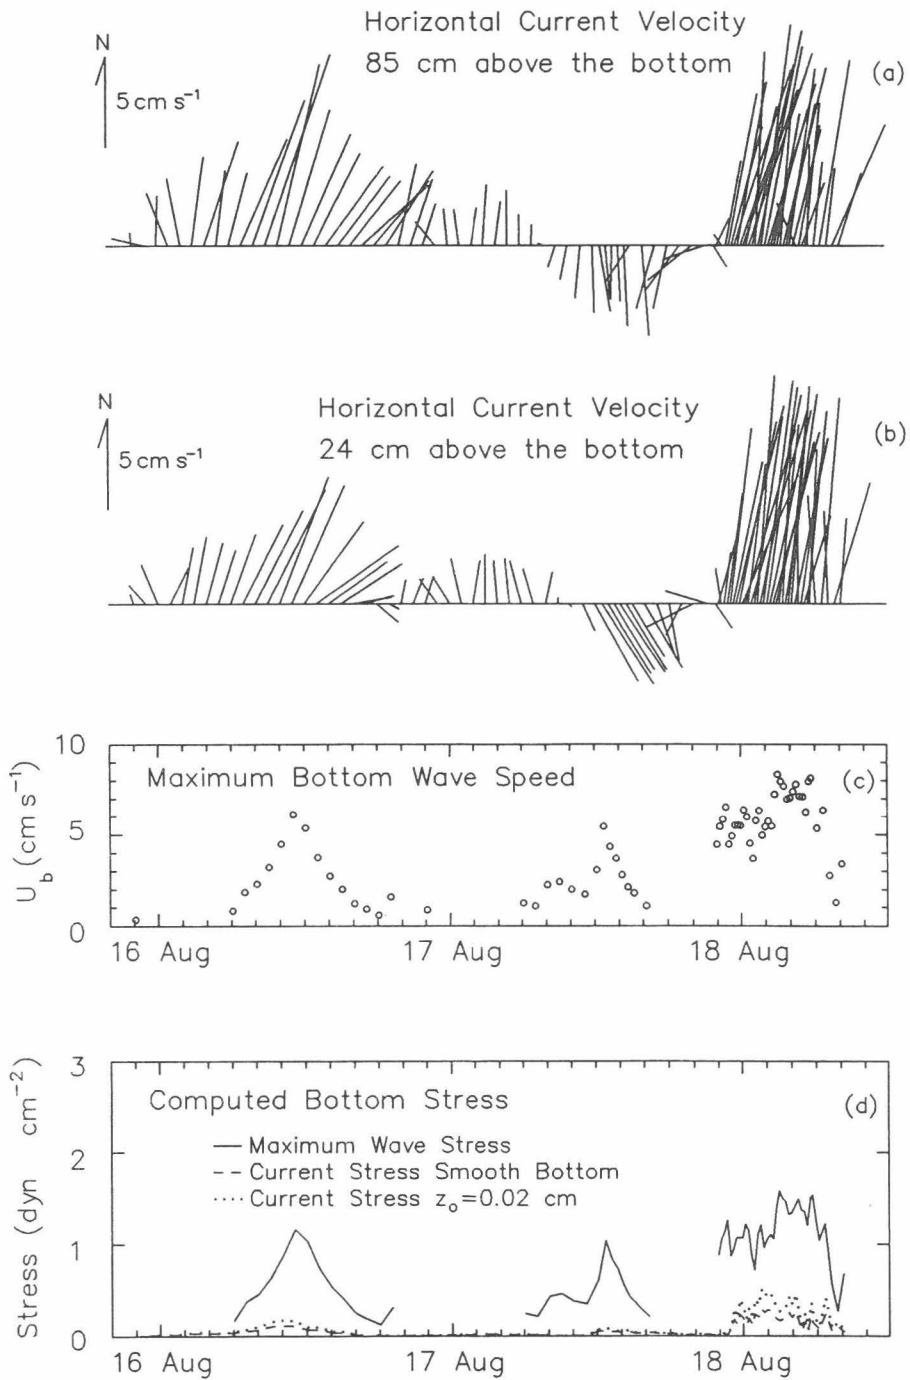 Horizontal Current Velocity
85 cm above the bottom
(a)
N
5 cm s⁻¹
Horizontal Current Velocity
24 cm above the bottom
(b)
N
5 cm s⁻¹
10
5
0
U_b (cm s⁻¹)
Maximum Bottom Wave Speed
(c)
16 Aug 17 Aug 18 Aug
3
2
1
0
Stress (dyn cm⁻²)
Computed Bottom Stress
(d)
Maximum Wave Stress
Current Stress Smooth Bottom
Current Stress z₀=0.02 cm
16 Aug 17 Aug 18 Aug